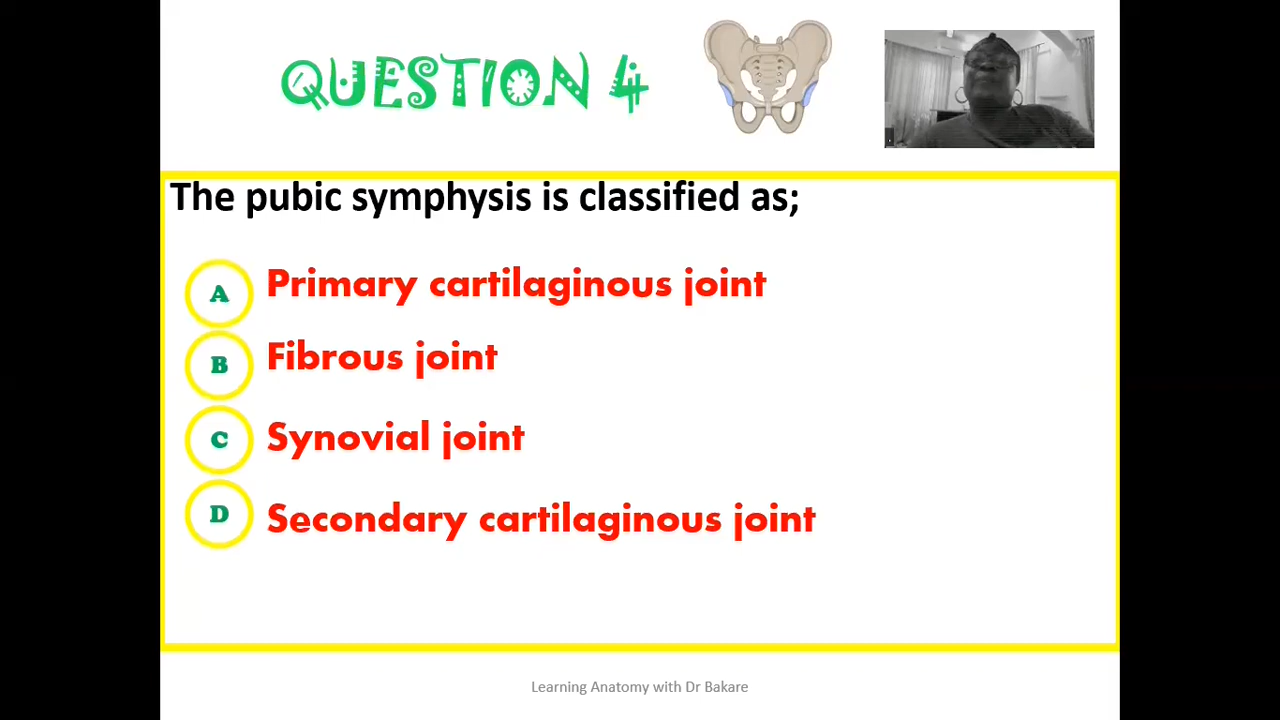 QUESTION 4
The pubic symphysis is classified as;
A Primary cartilaginous joint
B Fibrous joint
C Synovial joint
D Secondary cartilaginous joint
Learning Anatomy with Dr Bakare